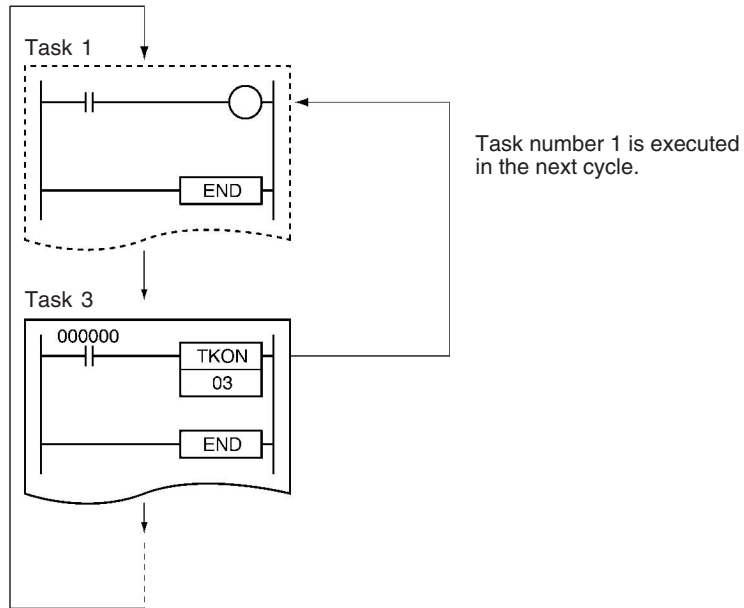 Task 1
END
Task number 1 is executed
in the next cycle.
Task 3
000000
TKON
03
END